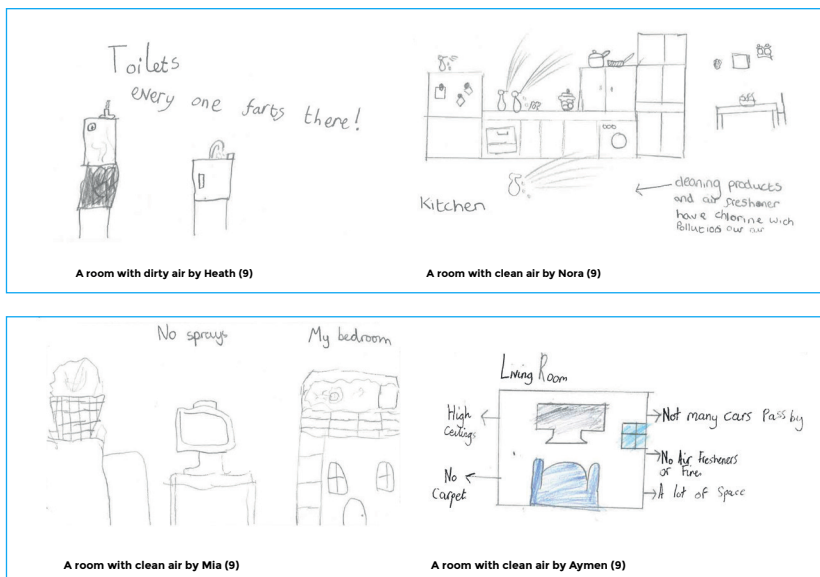 Toilets
every one farts there!
A room with dirty air by Heath (9)
Kitchen
cleaning products
and air freshener
have chlorine wich
Pollution our air
A room with clean air by Nora (9)
No sprays
My bedroom
A room with clean air by Mia (9)
Living Room
High
Ceilings
No
Carpet
Not many cars Pass by
No Air Fresheners
or Fire.
A lot of Space
A room with clean air by Aymen (9)